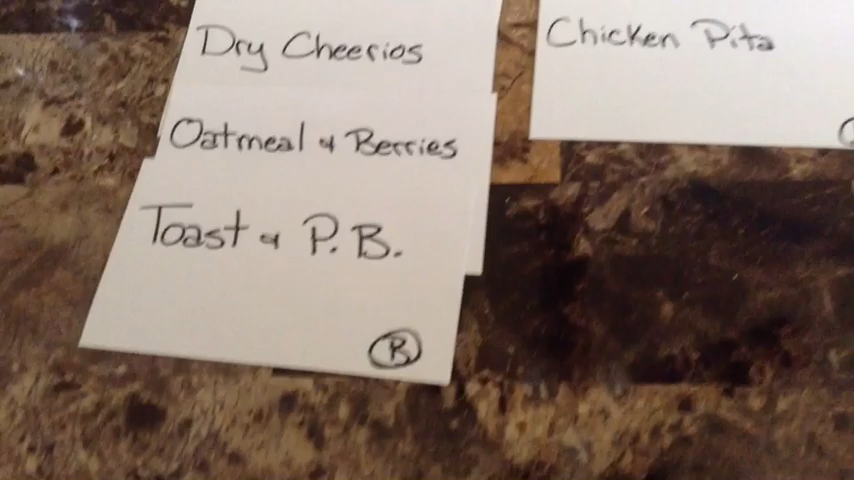 Dry Cheerios
Chicken Pita
Oatmeal & Berries
Toast & P.B.
B